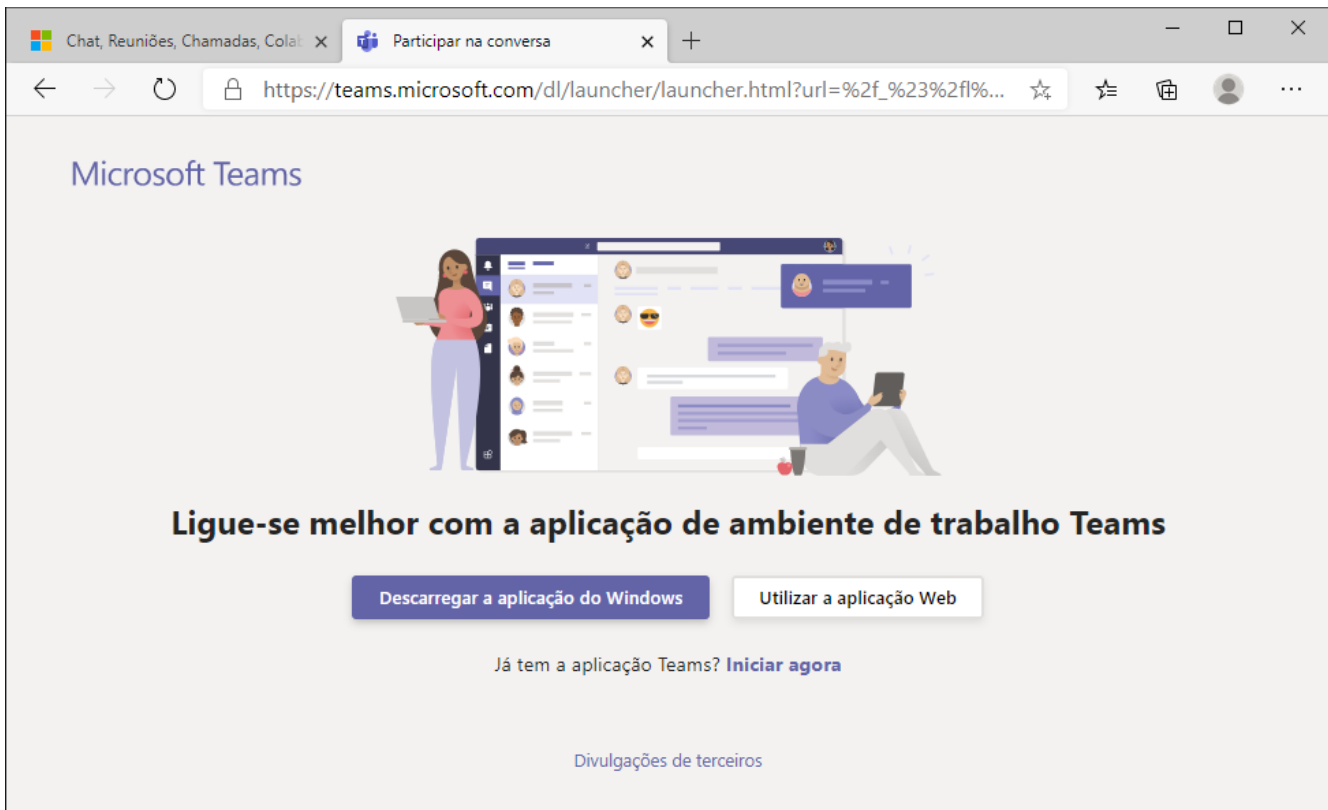 Chat, Reuniões, Chamadas, Colab
Participar na conversa
https://teams.microsoft.com/dl/launcher/launcher.html?url=%2f_%23%2fl%...
Microsoft Teams
Ligue-se melhor com a aplicação de ambiente de trabalho Teams
Descarregar a aplicação do Windows
Utilizar a aplicação Web
Já tem a aplicação Teams? Iniciar agora
Divulgações de terceiros